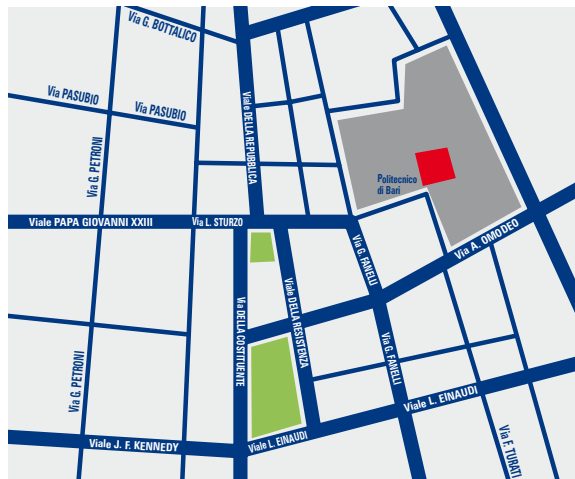 Via G. BOTTALICO
Via PASUBIO
Via PASUBIO
Via G. PETRONI
Viale DELLA REPUBBLICA
Politecnico
di Bari
Viale PAPA GIOVANNI XXIII
Via L. STURZO
Via G. FANELLI
Via A. OMODEO
Via DELLA COSTITUENTE
Viale DELLA RESISTENZA
Via G. PETRONI
Via G. FANELLI
Viale L. EINAUDI
Viale J. F. KENNEDY
Viale L. EINAUDI
Via F. TURATI